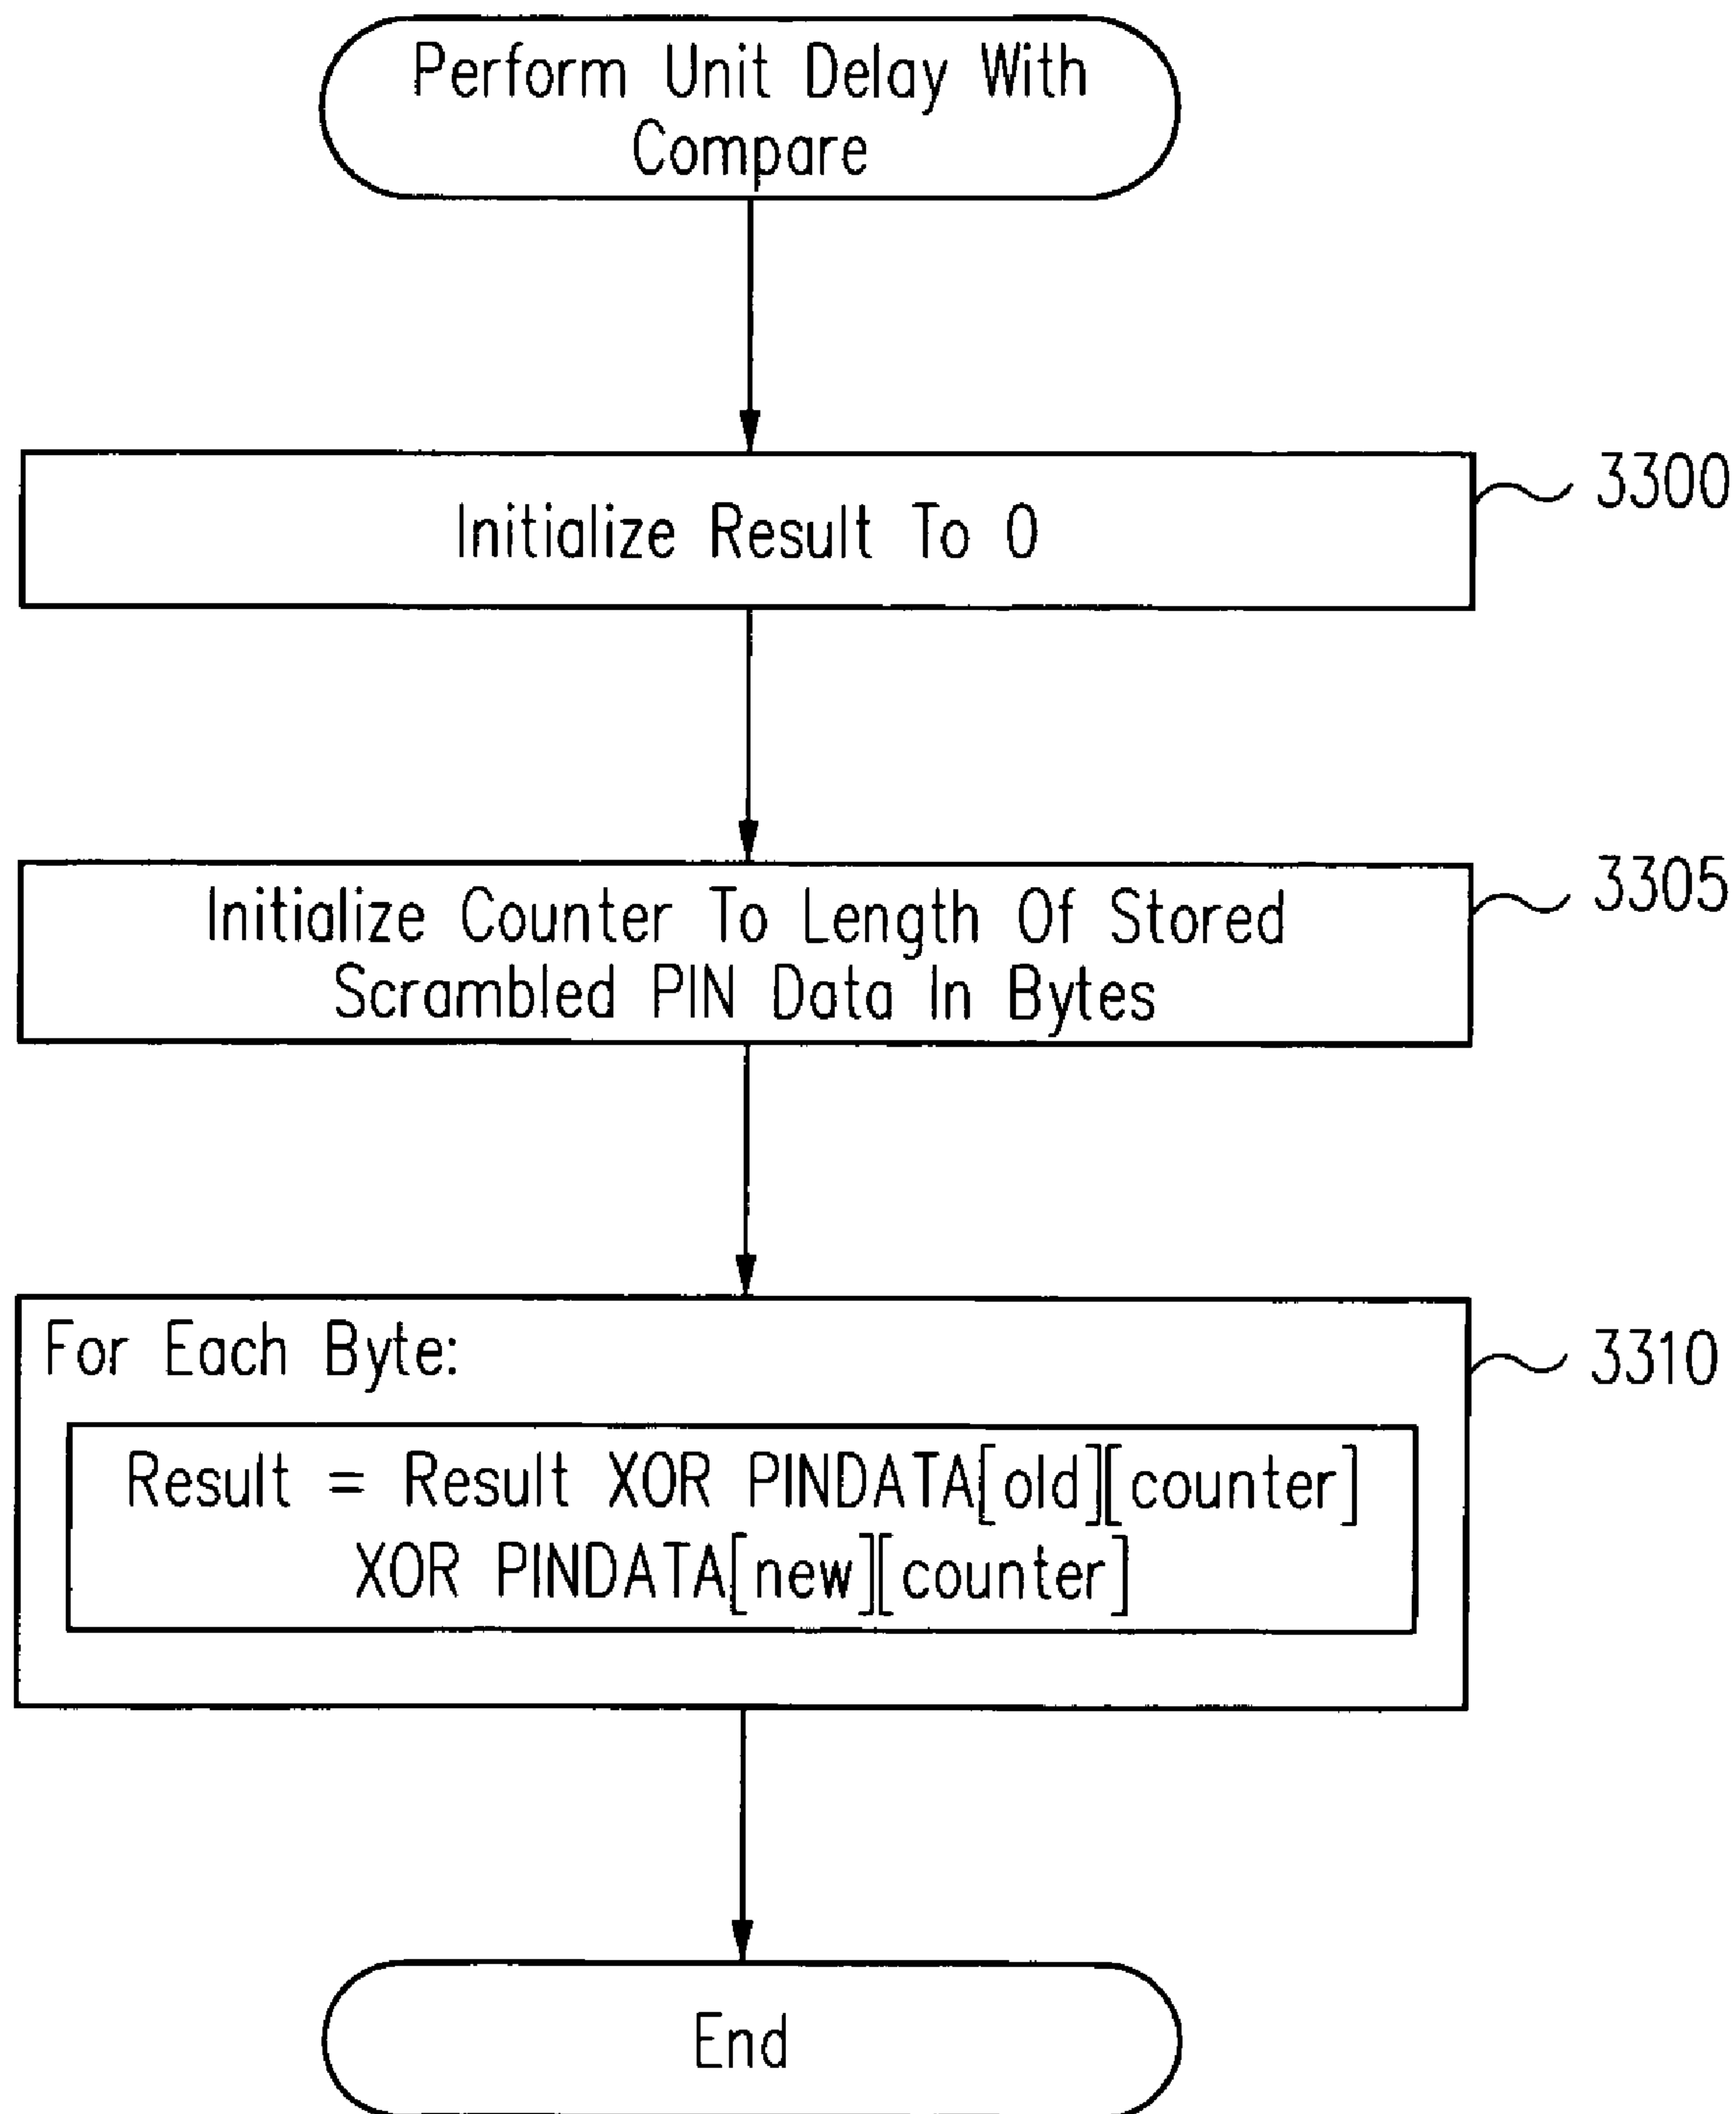 Perform Unit Delay With
Compare
Initialize Result To 0
3300
Initialize Counter To Length Of Stored
Scrambled PIN Data In Bytes
3305
For Each Byte:
3310
Result = Result XOR PINDATA[old][counter]
XOR PINDATA[new][counter]
End